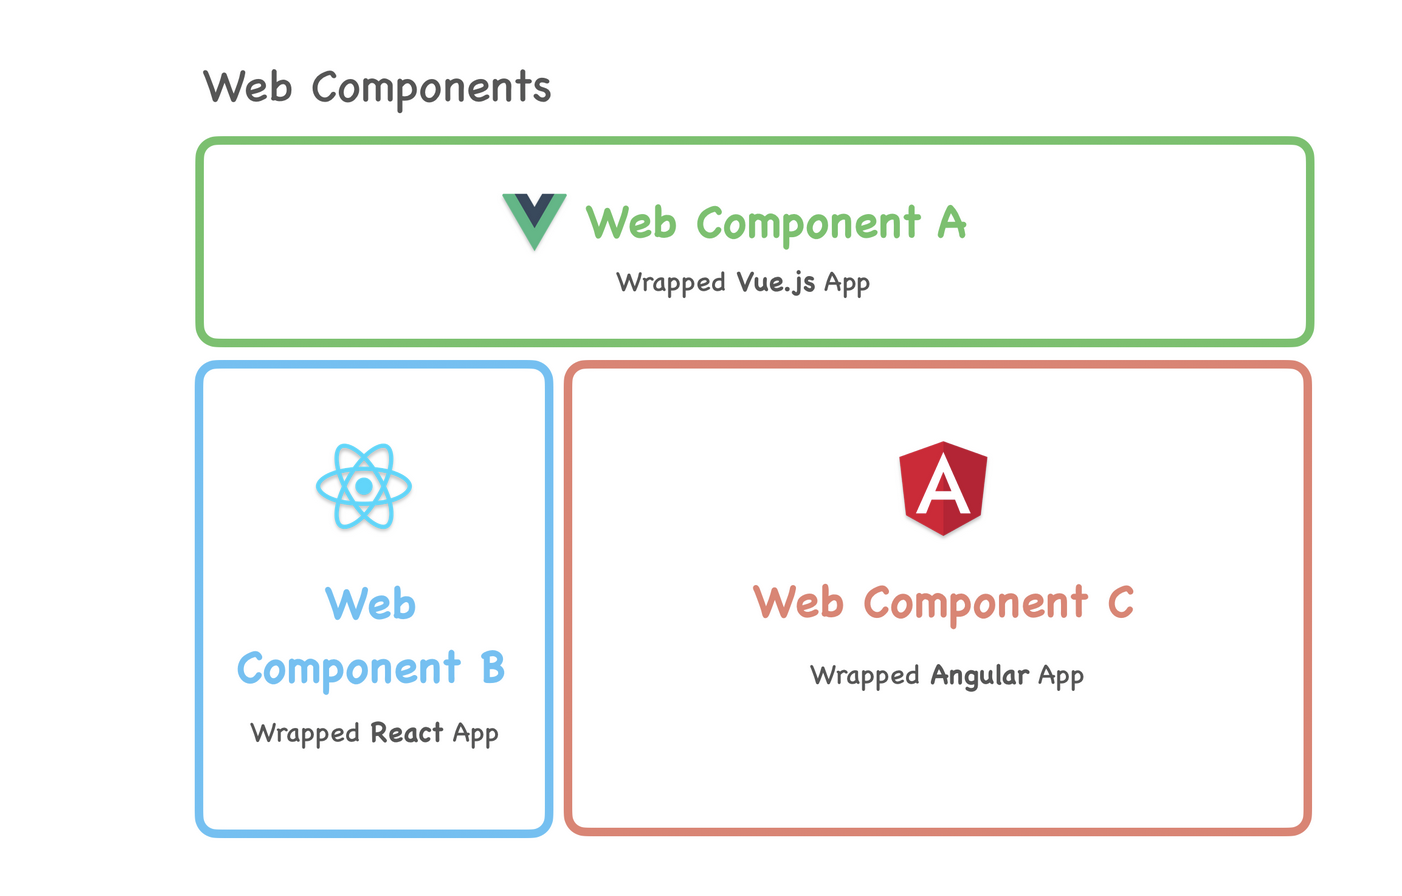 Web Components
Web Component A
Wrapped Vue.js App
Web
Component B
Wrapped React App
A
Web Component C
Wrapped Angular App